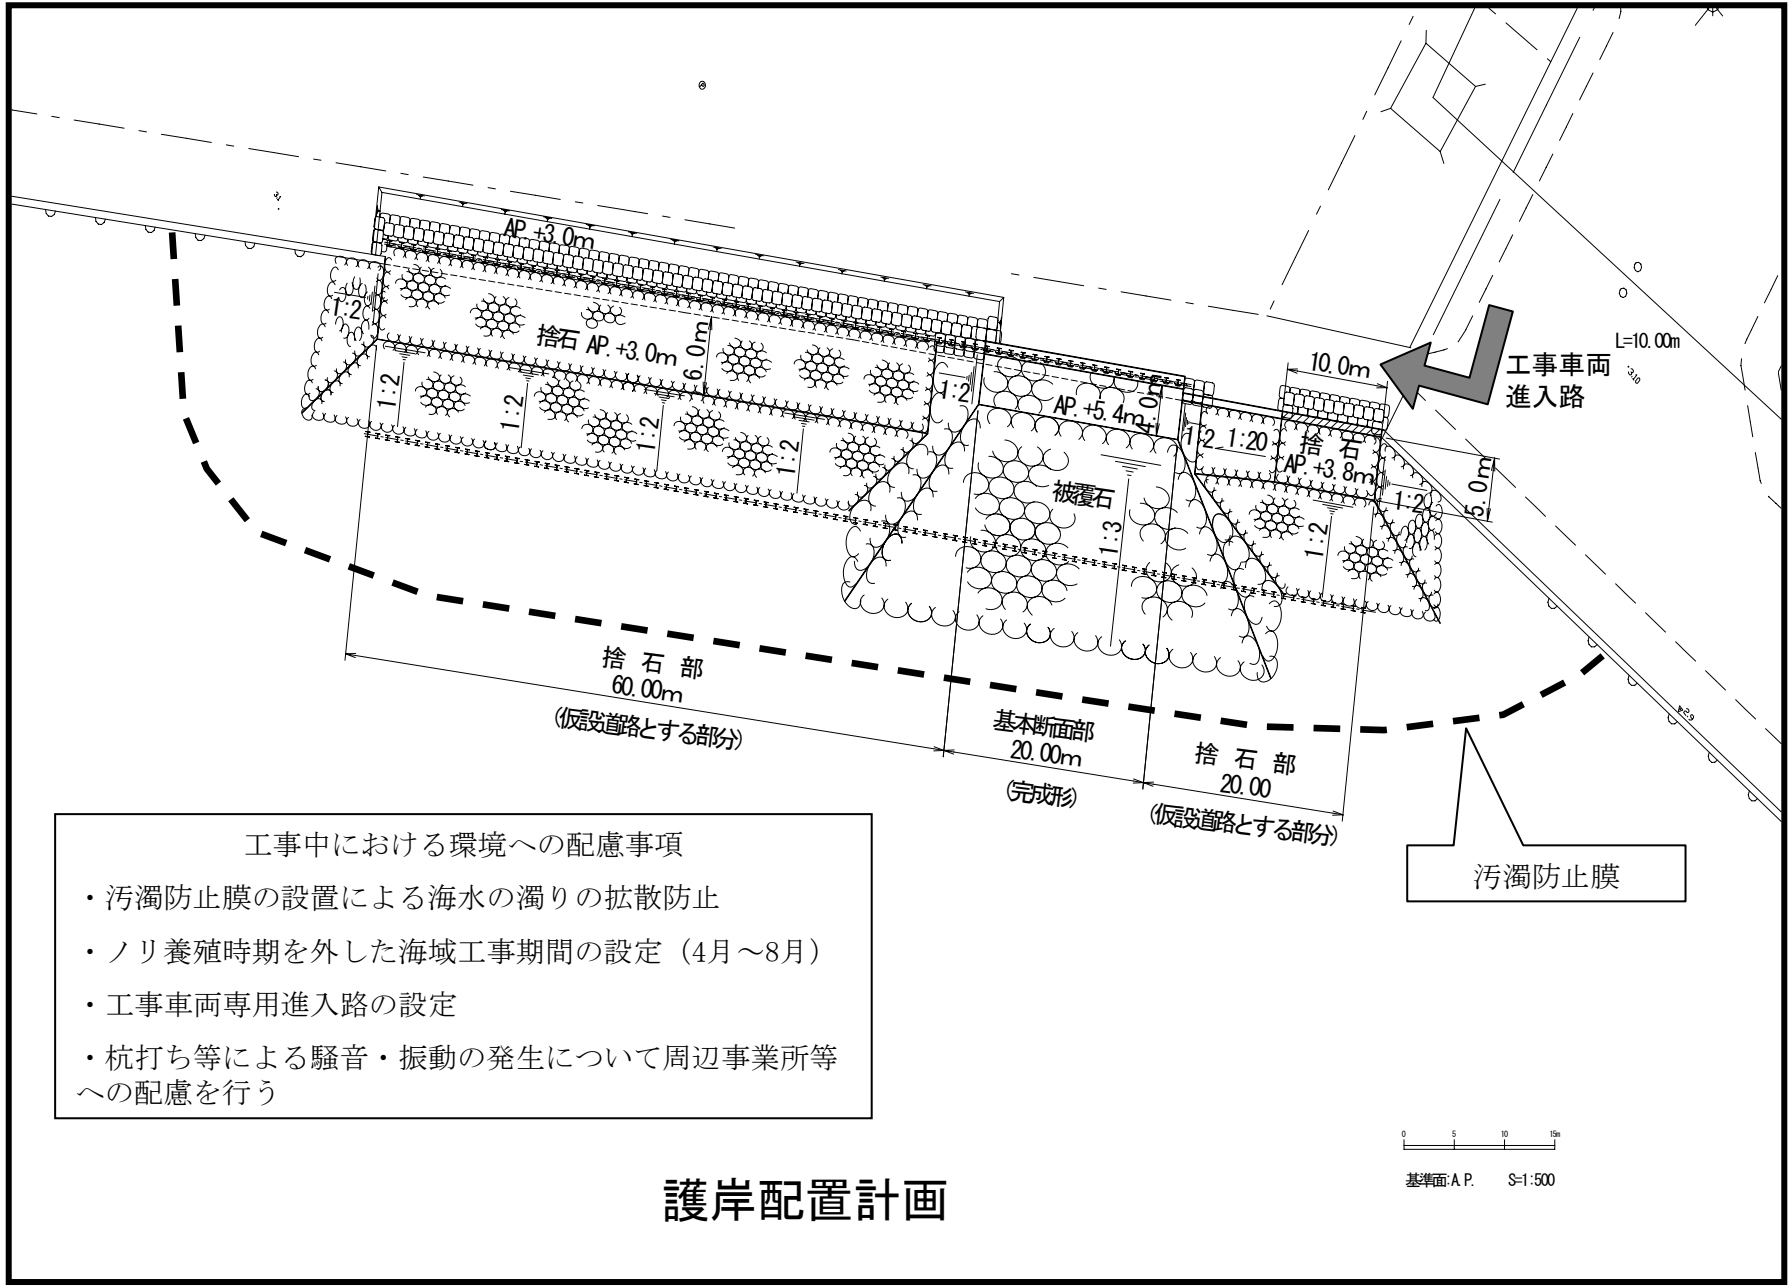 AP.+3.0m
1:2
捨石 AP.+3.0m
6.0m
1:2
1:2
1:2
1:2
1:2
AP.+5.4m
4.0m
被覆石
1:3
1:2
1:20
捨 石
AP.+3.8m
1:2
1:2
10.0m
5.0m
工事車両
進入路
L=10.00m
捨 石 部
60.00m
(仮設道路とする部分)
基本断面部
20.00m
(完成形)
捨 石 部
20.00
(仮設道路とする部分)
汚濁防止膜
工事中における環境への配慮事項
・汚濁防止膜の設置による海水の濁りの拡散防止
・ノリ養殖時期を外した海域工事期間の設定（4月～8月）
・工事車両専用進入路の設定
・杭打ち等による騒音・振動の発生について周辺事業所等
への配慮を行う
0 5 10 15m
基準面:A.P. S=1:500
護岸配置計画